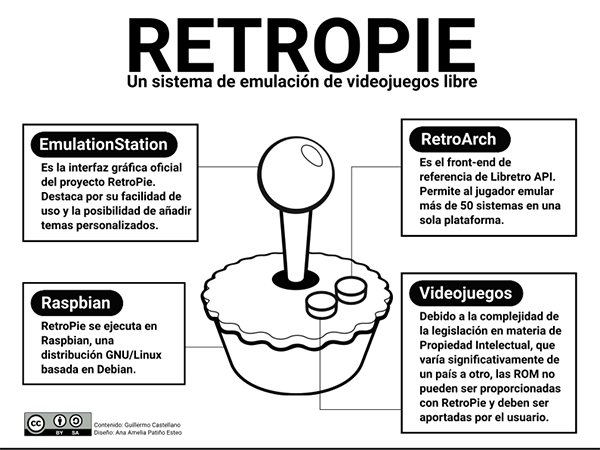 RETROPIE
Un sistema de emulación de videojuegos libre
EmulationStation
Es la interfaz gráfica oficial
del proyecto RetroPie.
Destaca por su facilidad de
uso y la posibilidad de añadir
temas personalizados.
RetroArch
Es el front-end de
referencia de Libretro API.
Permite al jugador emular
más de 50 sistemas en una
sola plataforma.
Raspbian
RetroPie se ejecuta en
Raspbian, una
distribución GNU/Linux
basada en Debian.
Videojuegos
Debido a la complejidad de
la legislación en materia de
Propiedad Intelectual, que
varía significativamente de
un país a otro, las ROM no
pueden ser proporcionadas
con RetroPie y deben ser
aportadas por el usuario.
cc
BY SA
Contenido: Guillermo Castellano
Diseño: Ana Amelia Patiño Esteo